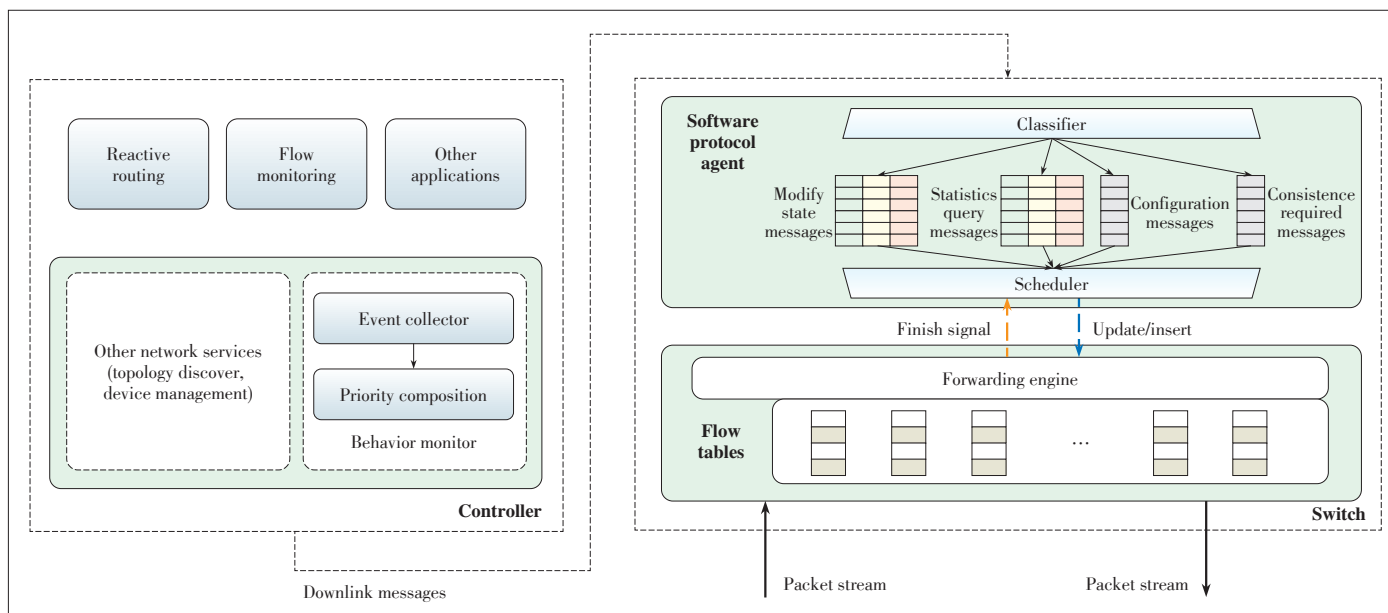 Reactive
routing
Flow
monitoring
Other
applications
Other network services
(topology discover,
device management)
Event collector
Priority composition
Behavior monitor
Controller
Downlink messages
Software
protocol
agent
Classifier
Modify
state
messages
Statistics
query
messages
Configuration
messages
Consistence
required
messages
Scheduler
Finish signal
Update/insert
Forwarding engine
Flow
tables
...
Switch
Packet stream
Packet stream